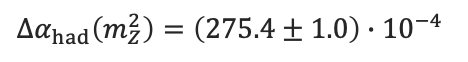 Δα_had(m_Z^2) = (275.4 ± 1.0) · 10^−4